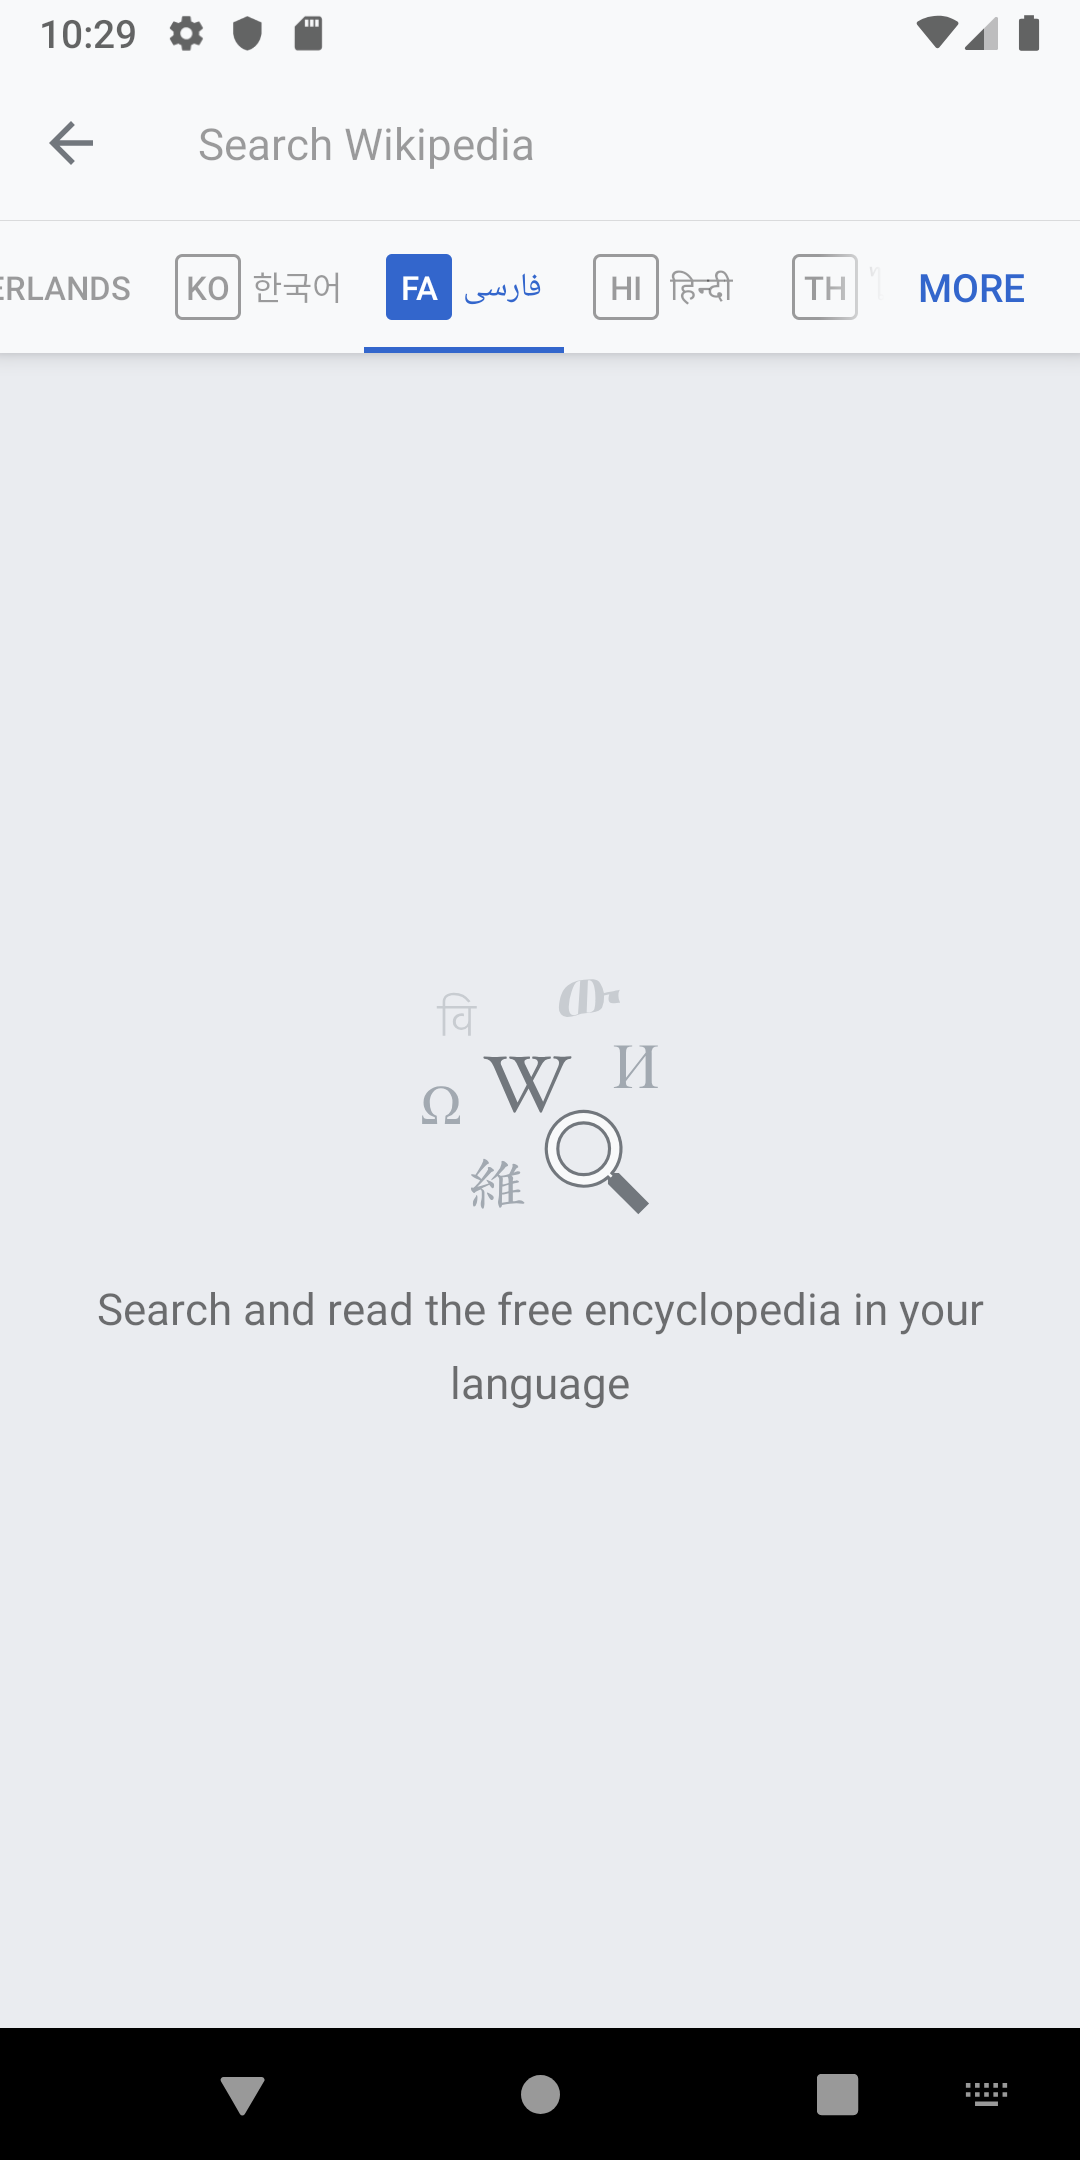 10:29
Search Wikipedia
ERLANDS KO 한국어 FA فارسی HI हिन्दी TH MORE
वि
W И
Ω
維
Search and read the free encyclopedia in your
language